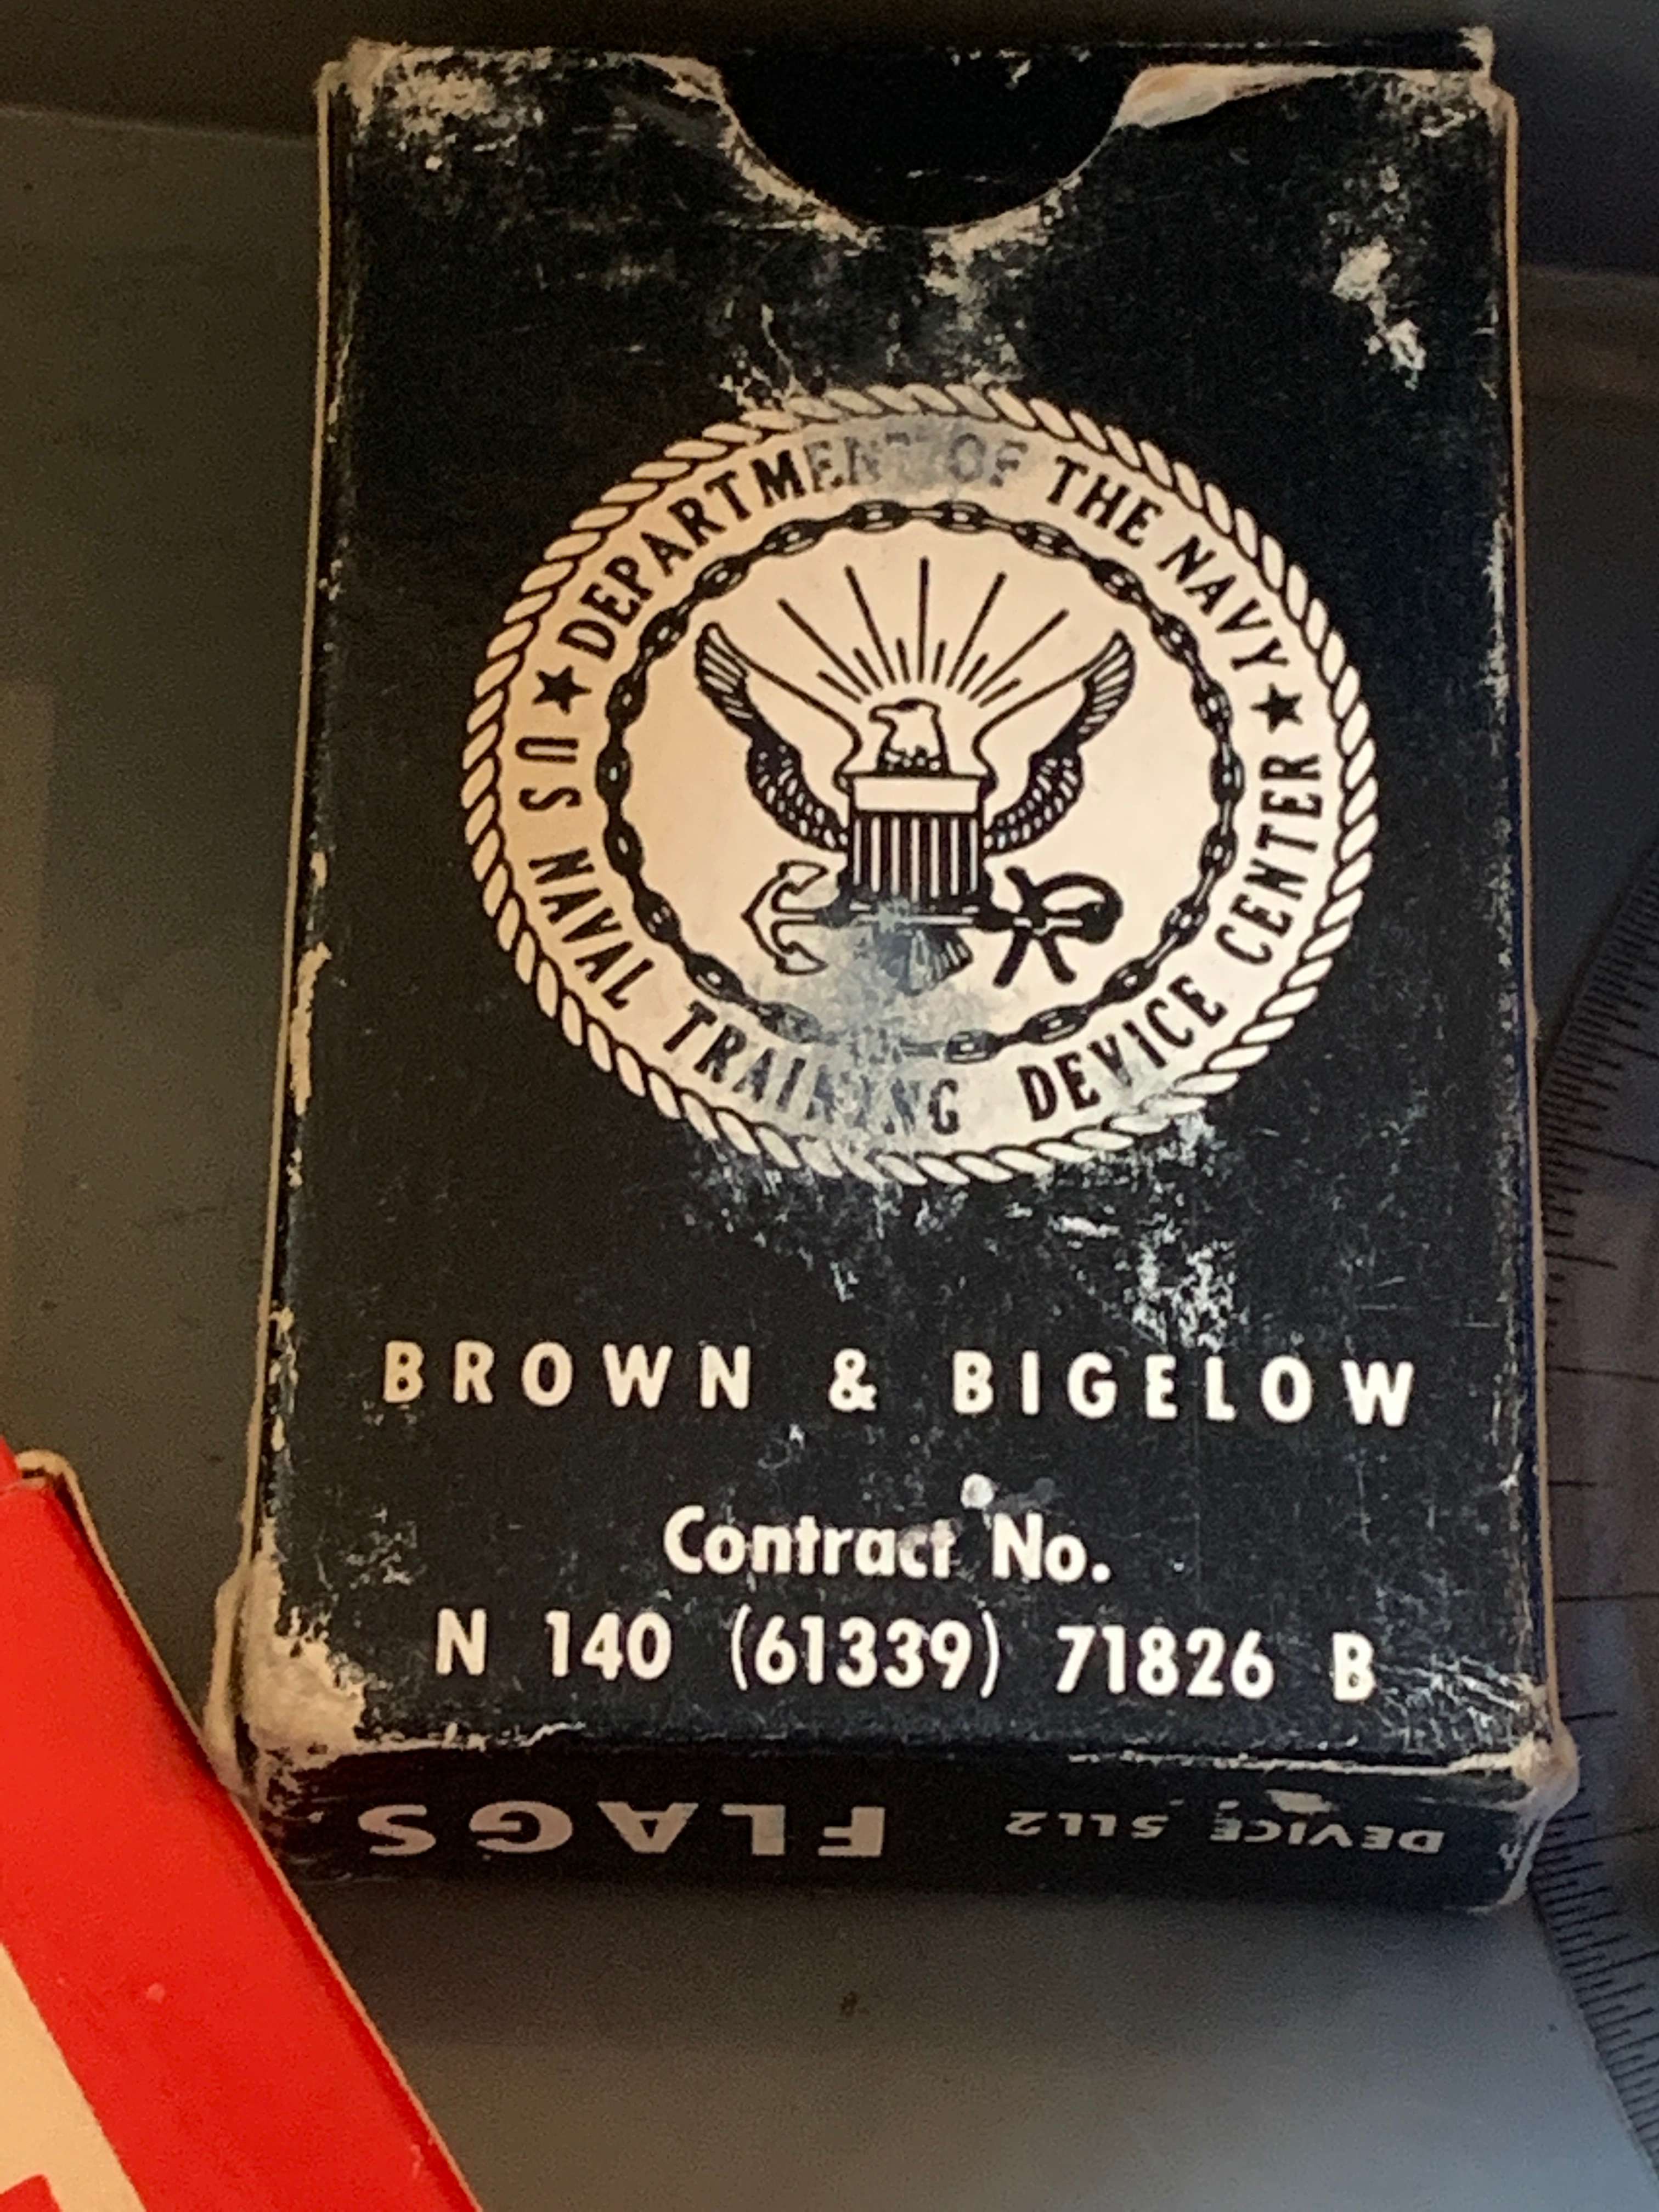 ★ DEPARTMENT OF THE NAVY ★
US NAVAL TRAINING DEVICE CENTER
BROWN & BIGELOW
Contract No.
N 140 (61339) 71826 B
DEVICE 5LL2 FLAGS